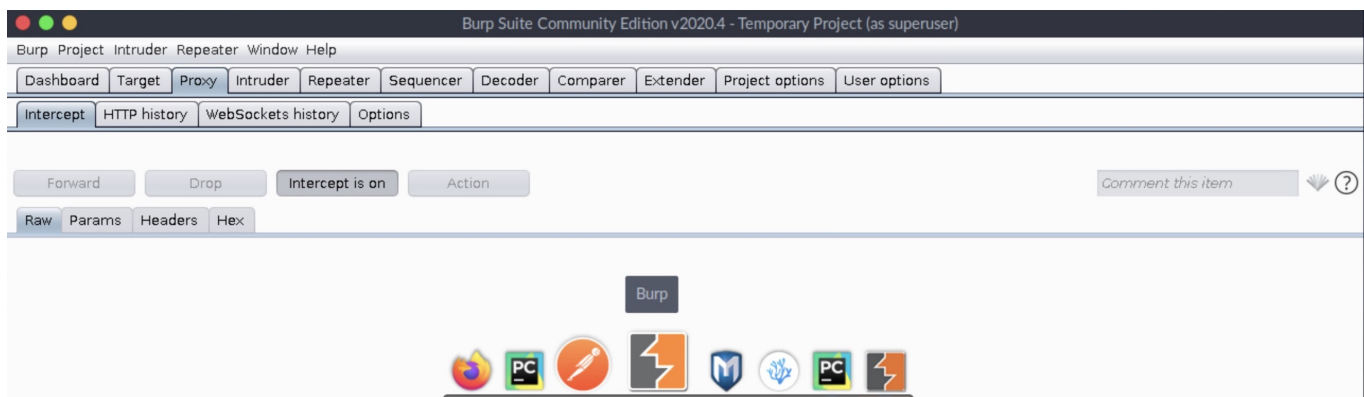 Burp Suite Community Edition v2020.4 - Temporary Project (as superuser)
Burp Project Intruder Repeater Window Help
Dashboard Target Proxy Intruder Repeater Sequencer Decoder Comparer Extender Project options User options
Intercept HTTP history WebSockets history Options
Forward Drop Intercept is on Action Comment this item ?
Raw Params Headers Hex
Burp
PC PC